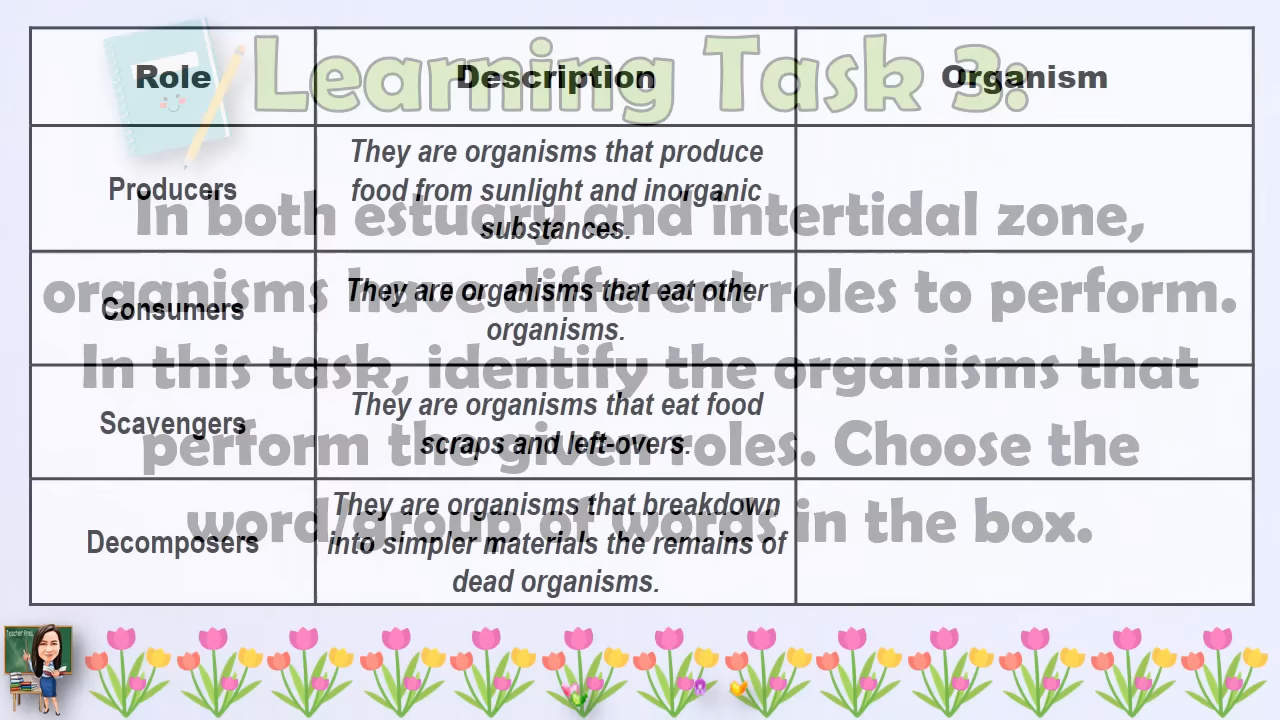 Learning Task 3:
In both estuary and intertidal zone,
organisms have different roles to perform.
In this task, identify the organisms that
perform the given roles. Choose the
word/group of words in the box.
Role
Description
Organism
Producers
They are organisms that produce
food from sunlight and inorganic
substances.
Consumers
They are organisms that eat other
organisms.
Scavengers
They are organisms that eat food
scraps and left-overs.
Decomposers
They are organisms that breakdown
into simpler materials the remains of
dead organisms.